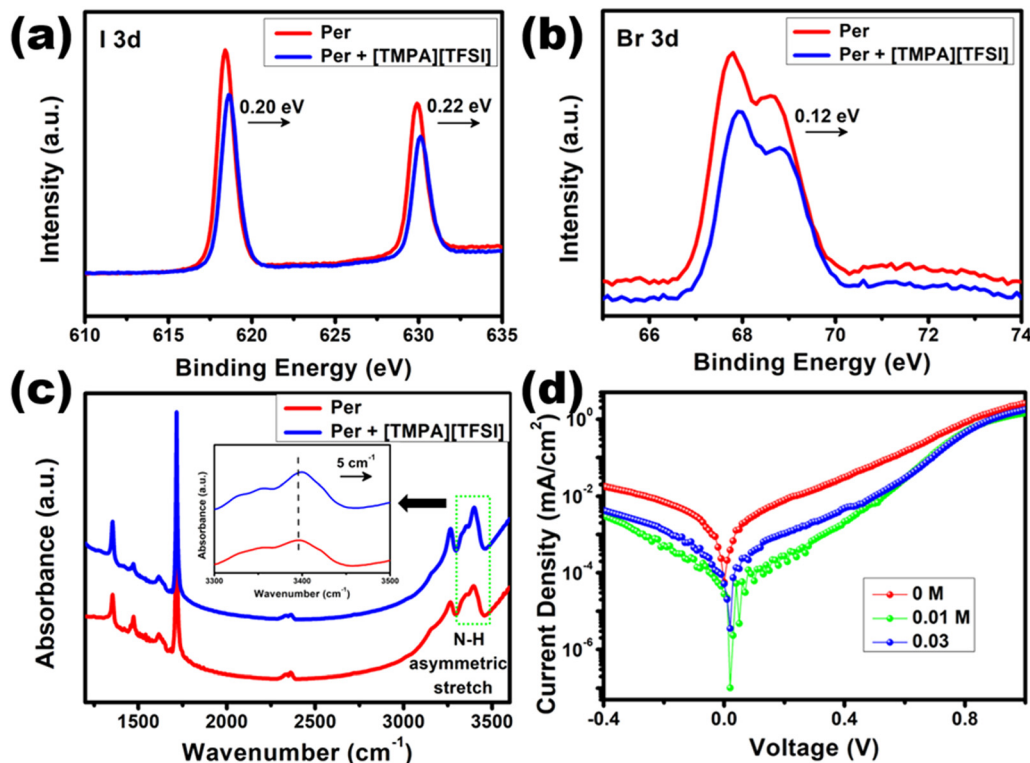 (a)
I 3d
Per
Per + [TMPA][TFSI]
0.20 eV
0.22 eV
Intensity (a.u.)
610 615 620 625 630 635
Binding Energy (eV)
(b)
Br 3d
Per
Per + [TMPA][TFSI]
0.12 eV
Intensity (a.u.)
66 68 70 72 74
Binding Energy (eV)
(c)
Per
Per + [TMPA][TFSI]
5 cm⁻¹
Absorbance (a.u.)
3300 3400 3500
Wavenumber (cm⁻¹)
N-H
asymmetric
stretch
Absorbance (a.u.)
1500 2000 2500 3000 3500
Wavenumber (cm⁻¹)
(d)
Current Density (mA/cm²)
10⁰
10⁻²
10⁻⁴
10⁻⁶
0 M
0.01 M
0.03
-0.4 0.0 0.4 0.8
Voltage (V)